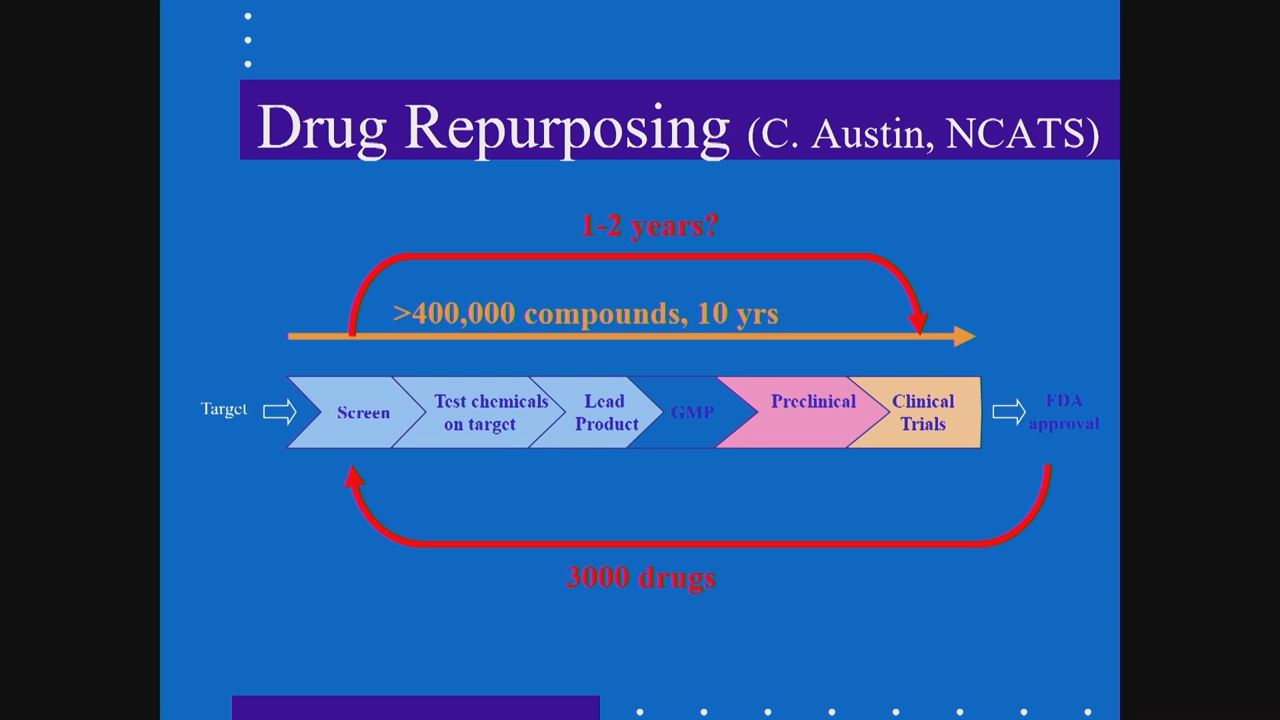 Drug Repurposing (C. Austin, NCATS)
1-2 years?
>400,000 compounds, 10 yrs
Target
Screen
Test chemicals
on target
Lead
Product
GMP
Preclinical
Clinical
Trials
FDA
approval
3000 drugs